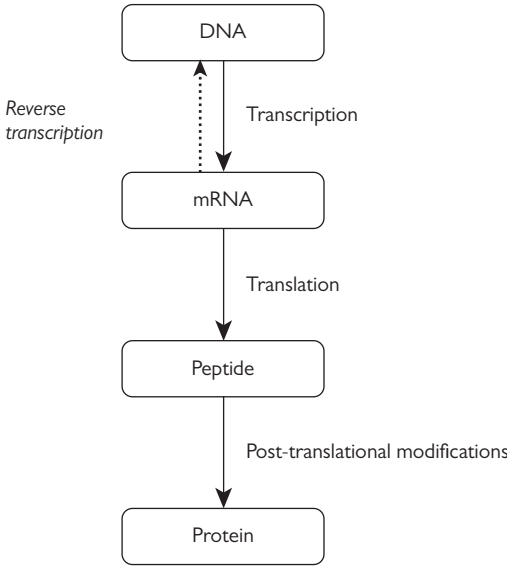 DNA
Reverse
transcription
Transcription
mRNA
Translation
Peptide
Post-translational modifications
Protein